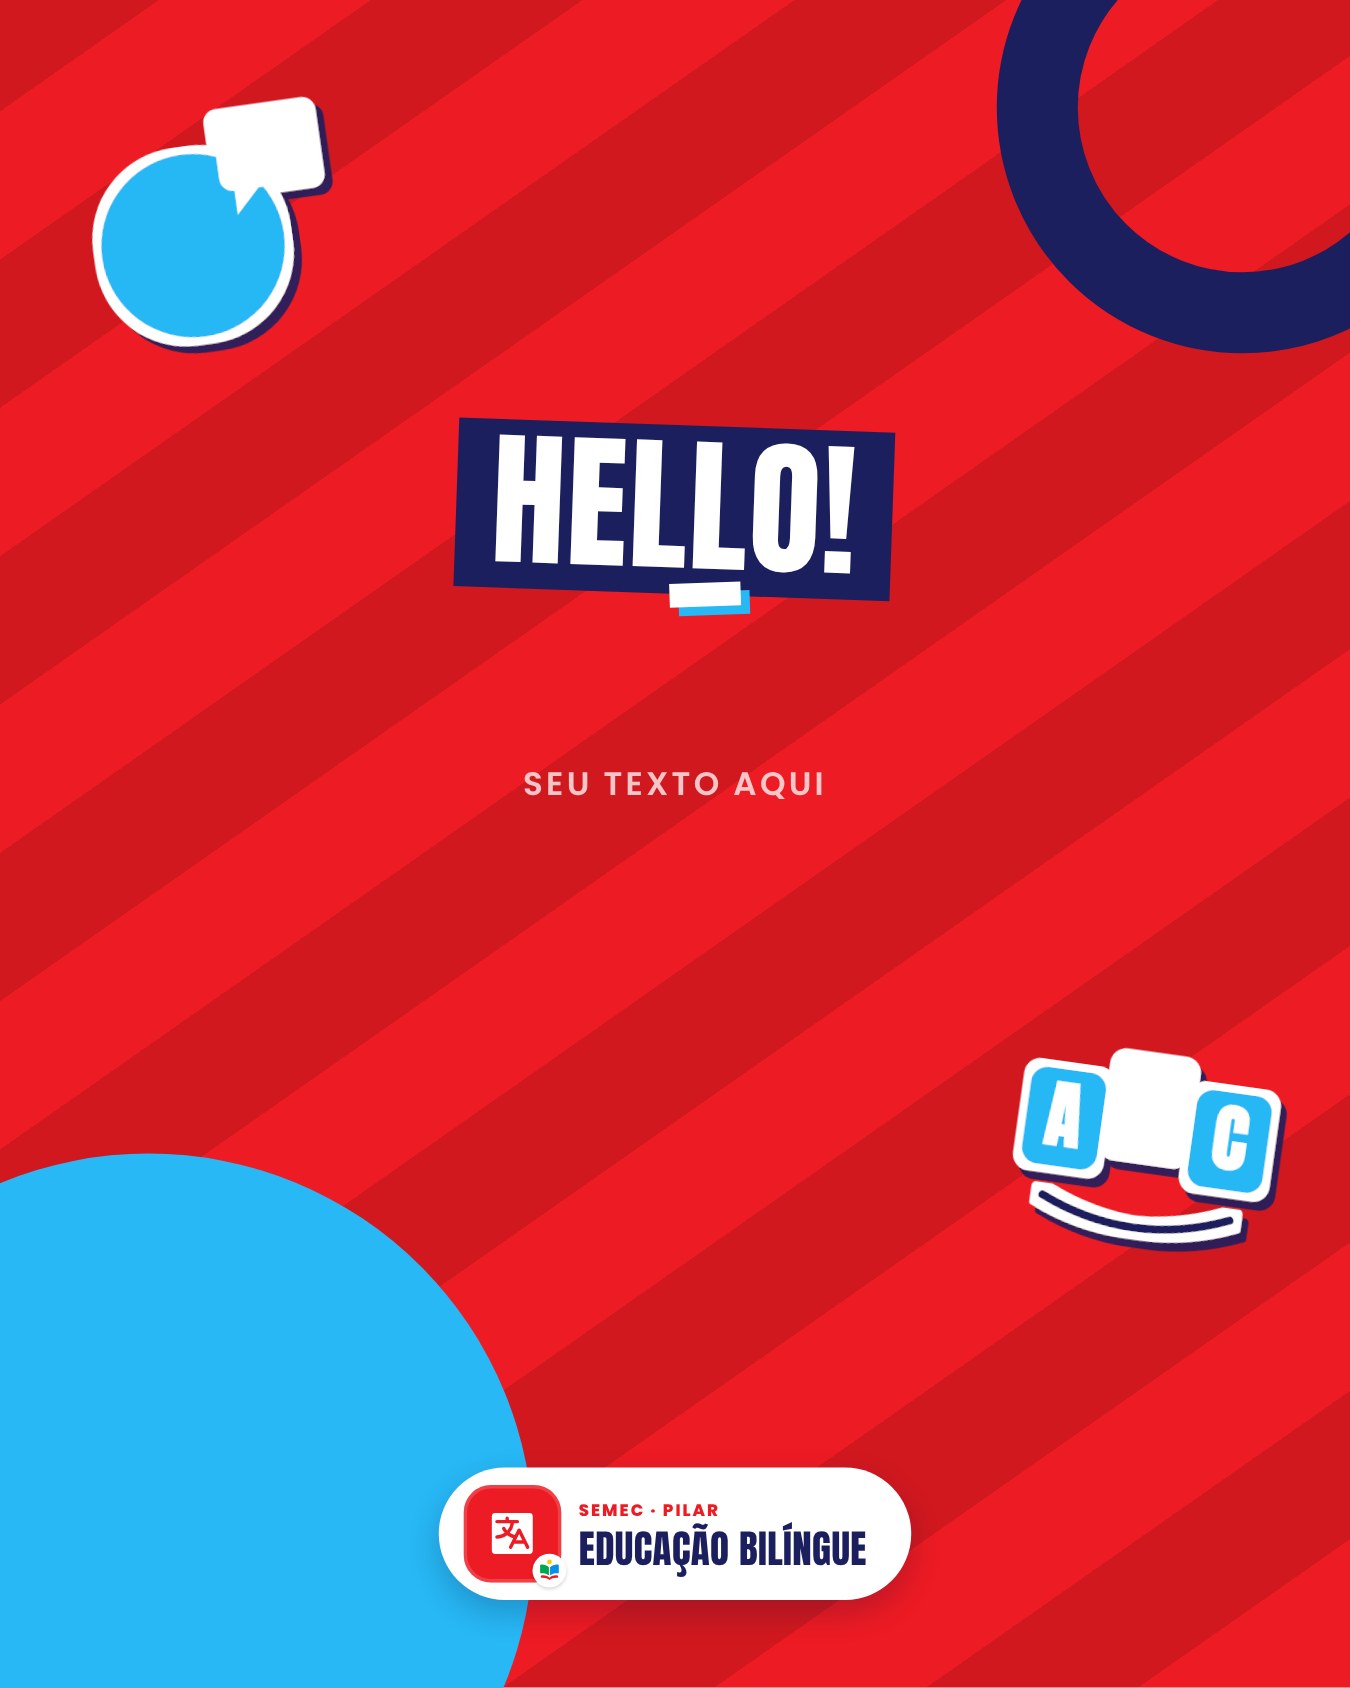 HELLO!
SEU TEXTO AQUI
A C
SEMEC · PILAR
EDUCAÇÃO BILÍNGUE